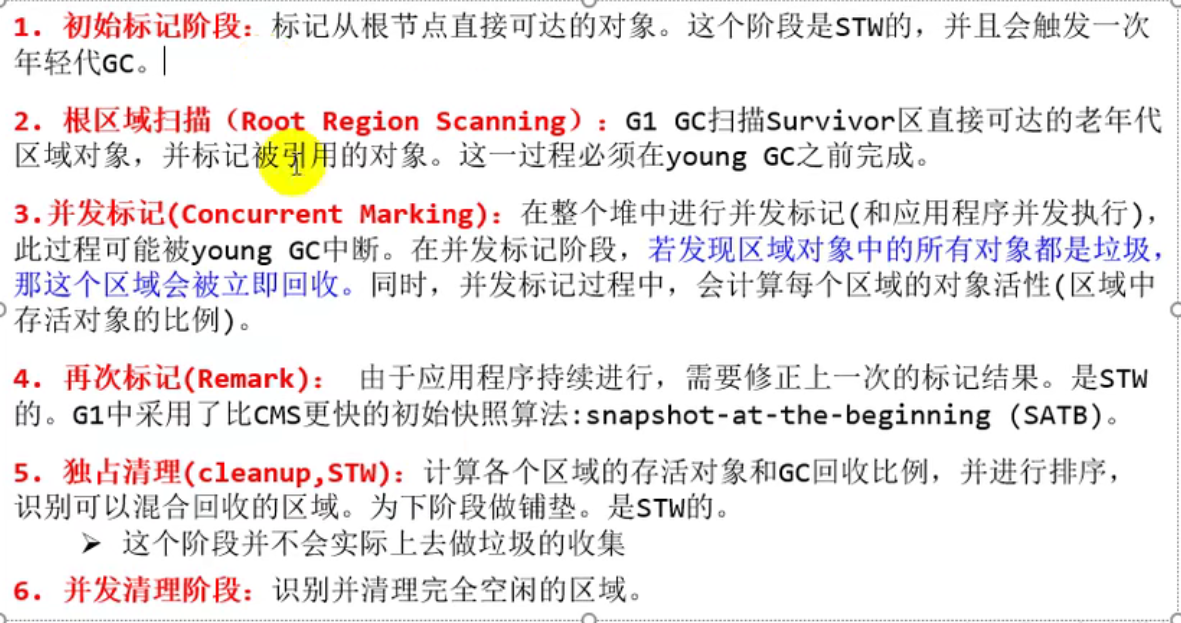 1. 初始标记阶段：标记从根节点直接可达的对象。这个阶段是STW的，并且会触发一次
年轻代GC。
2. 根区域扫描（Root Region Scanning）：G1 GC扫描Survivor区直接可达的老年代
区域对象，并标记被引用的对象。这一过程必须在young GC之前完成。
3.并发标记(Concurrent Marking)：在整个堆中进行并发标记(和应用程序并发执行)，
此过程可能被young GC中断。在并发标记阶段，若发现区域对象中的所有对象都是垃圾，
那这个区域会被立即回收。同时，并发标记过程中，会计算每个区域的对象活性(区域中
存活对象的比例)。
4. 再次标记(Remark)： 由于应用程序持续进行，需要修正上一次的标记结果。是STW
的。G1中采用了比CMS更快的初始快照算法:snapshot-at-the-beginning (SATB)。
5. 独占清理(cleanup,STW)：计算各个区域的存活对象和GC回收比例，并进行排序，
识别可以混合回收的区域。为下阶段做铺垫。是STW的。
➢ 这个阶段并不会实际上去做垃圾的收集
6. 并发清理阶段：识别并清理完全空闲的区域。